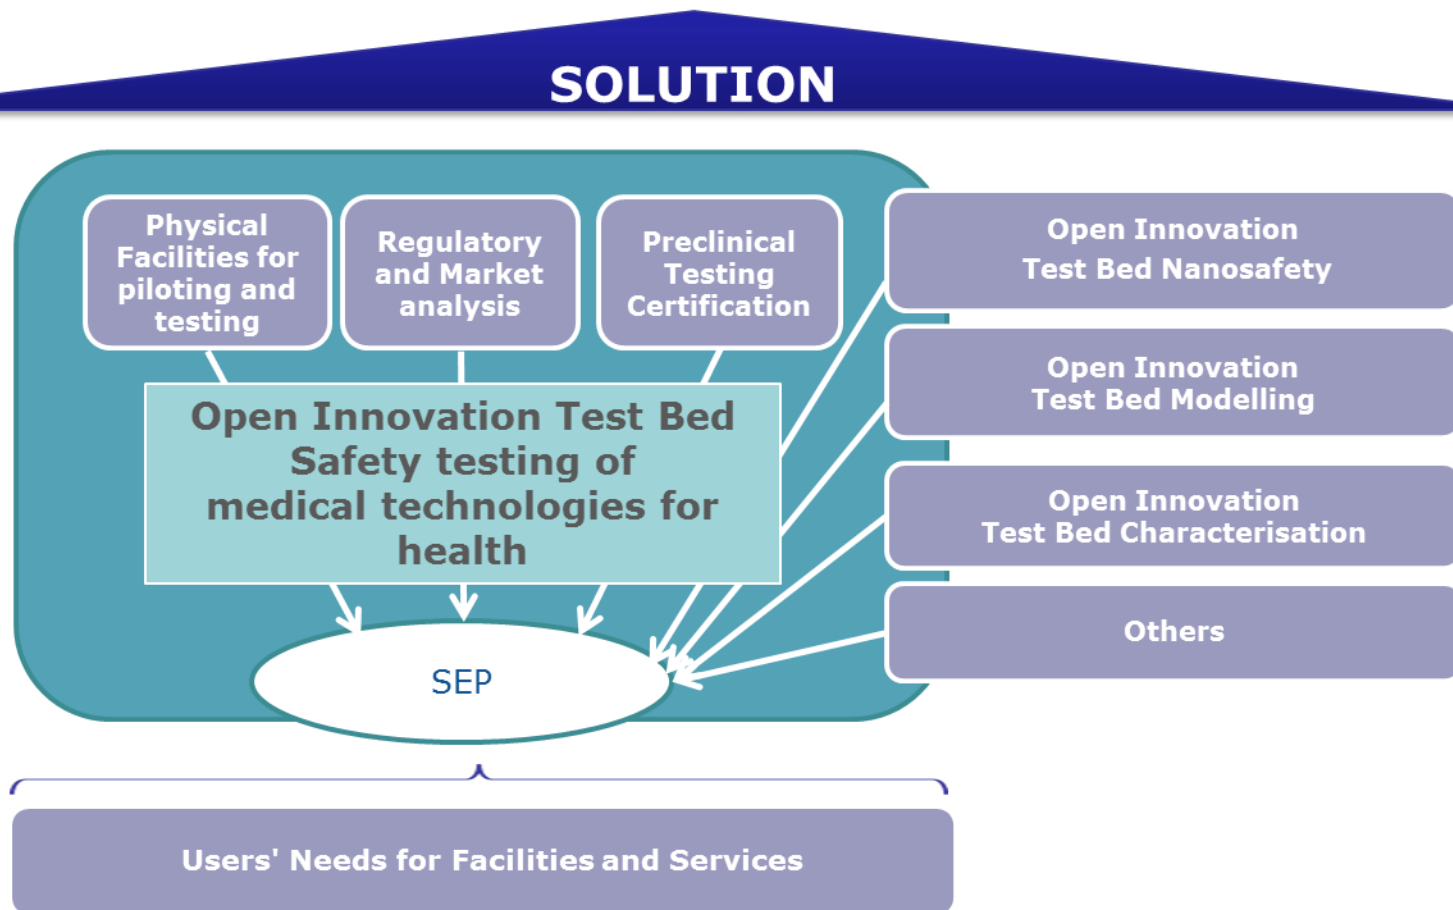 SOLUTION
Physical
Facilities for
piloting and
testing
Regulatory
and Market
analysis
Preclinical
Testing
Certification
Open Innovation
Test Bed Nanosafety
Open Innovation
Test Bed Modelling
Open Innovation
Test Bed Characterisation
Others
Open Innovation Test Bed
Safety testing of
medical technologies for
health
SEP
Users' Needs for Facilities and Services